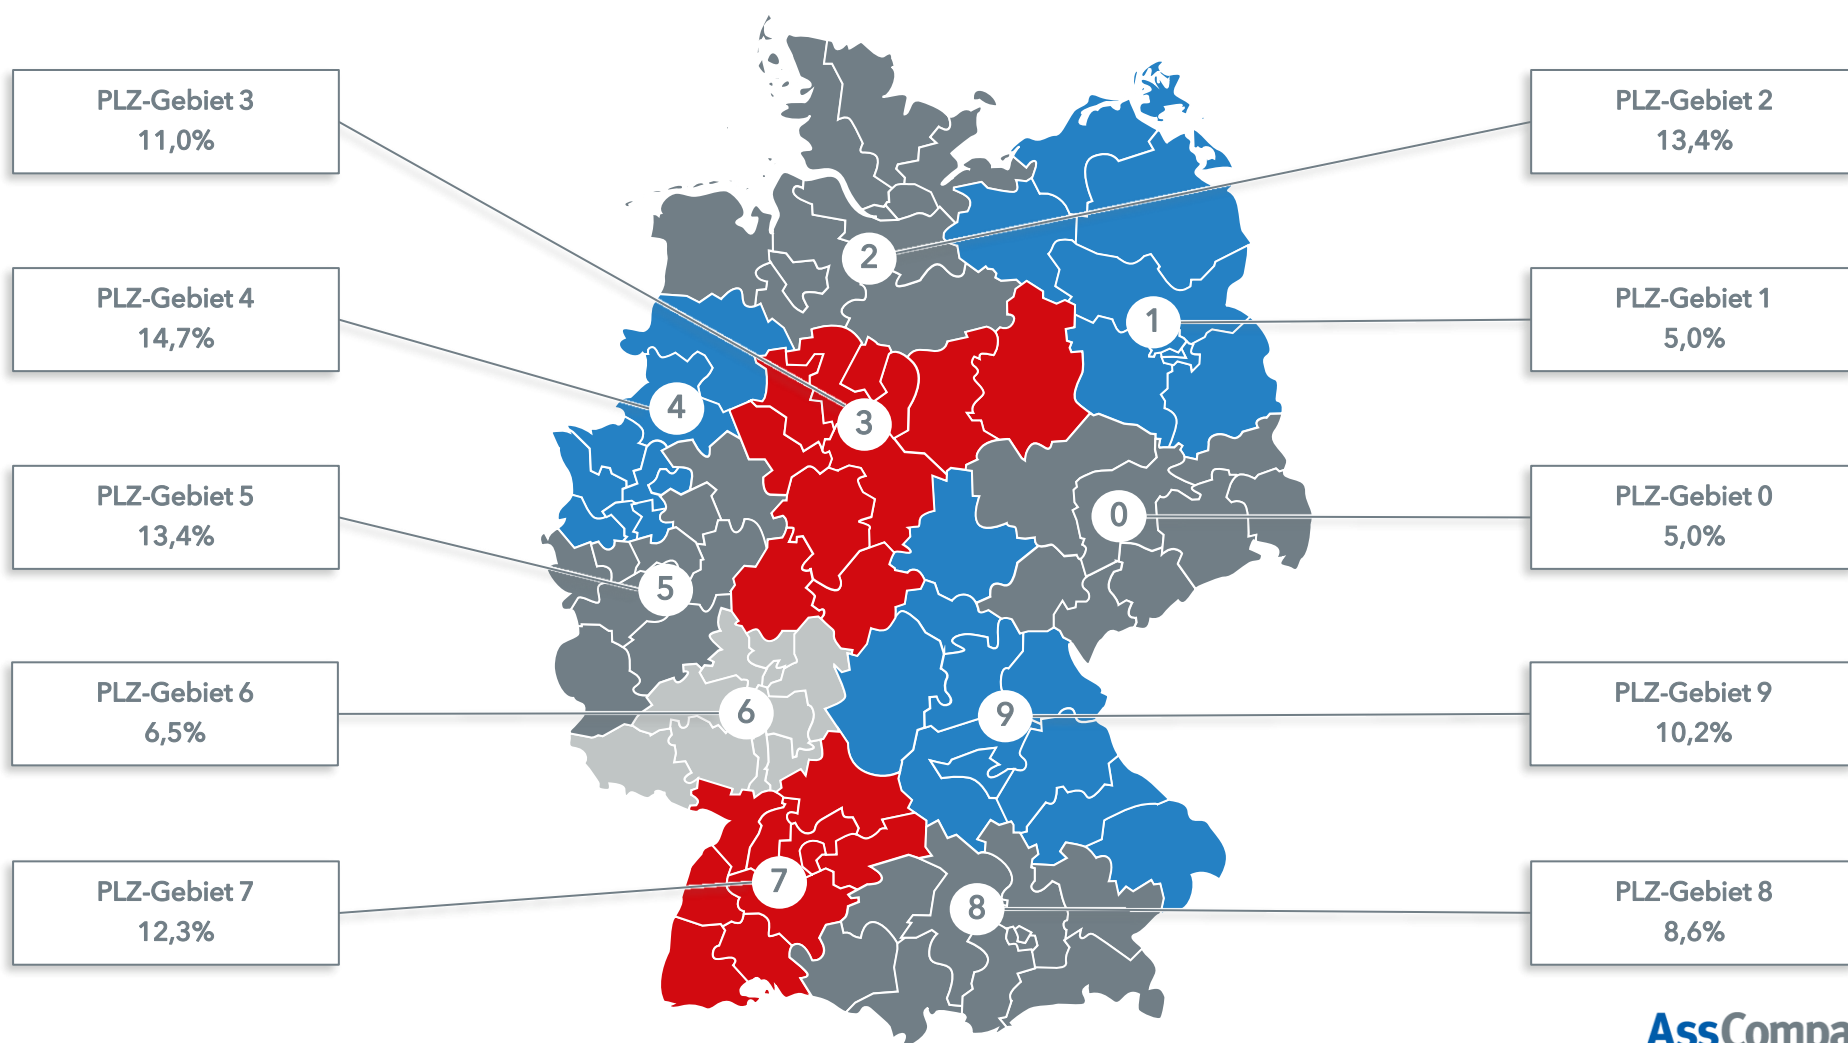 PLZ-Gebiet 3
11,0%
PLZ-Gebiet 4
14,7%
PLZ-Gebiet 5
13,4%
PLZ-Gebiet 6
6,5%
PLZ-Gebiet 7
12,3%
2
3
1
4
0
5
6
9
7
8
PLZ-Gebiet 2
13,4%
PLZ-Gebiet 1
5,0%
PLZ-Gebiet 0
5,0%
PLZ-Gebiet 9
10,2%
PLZ-Gebiet 8
8,6%
AssCompa